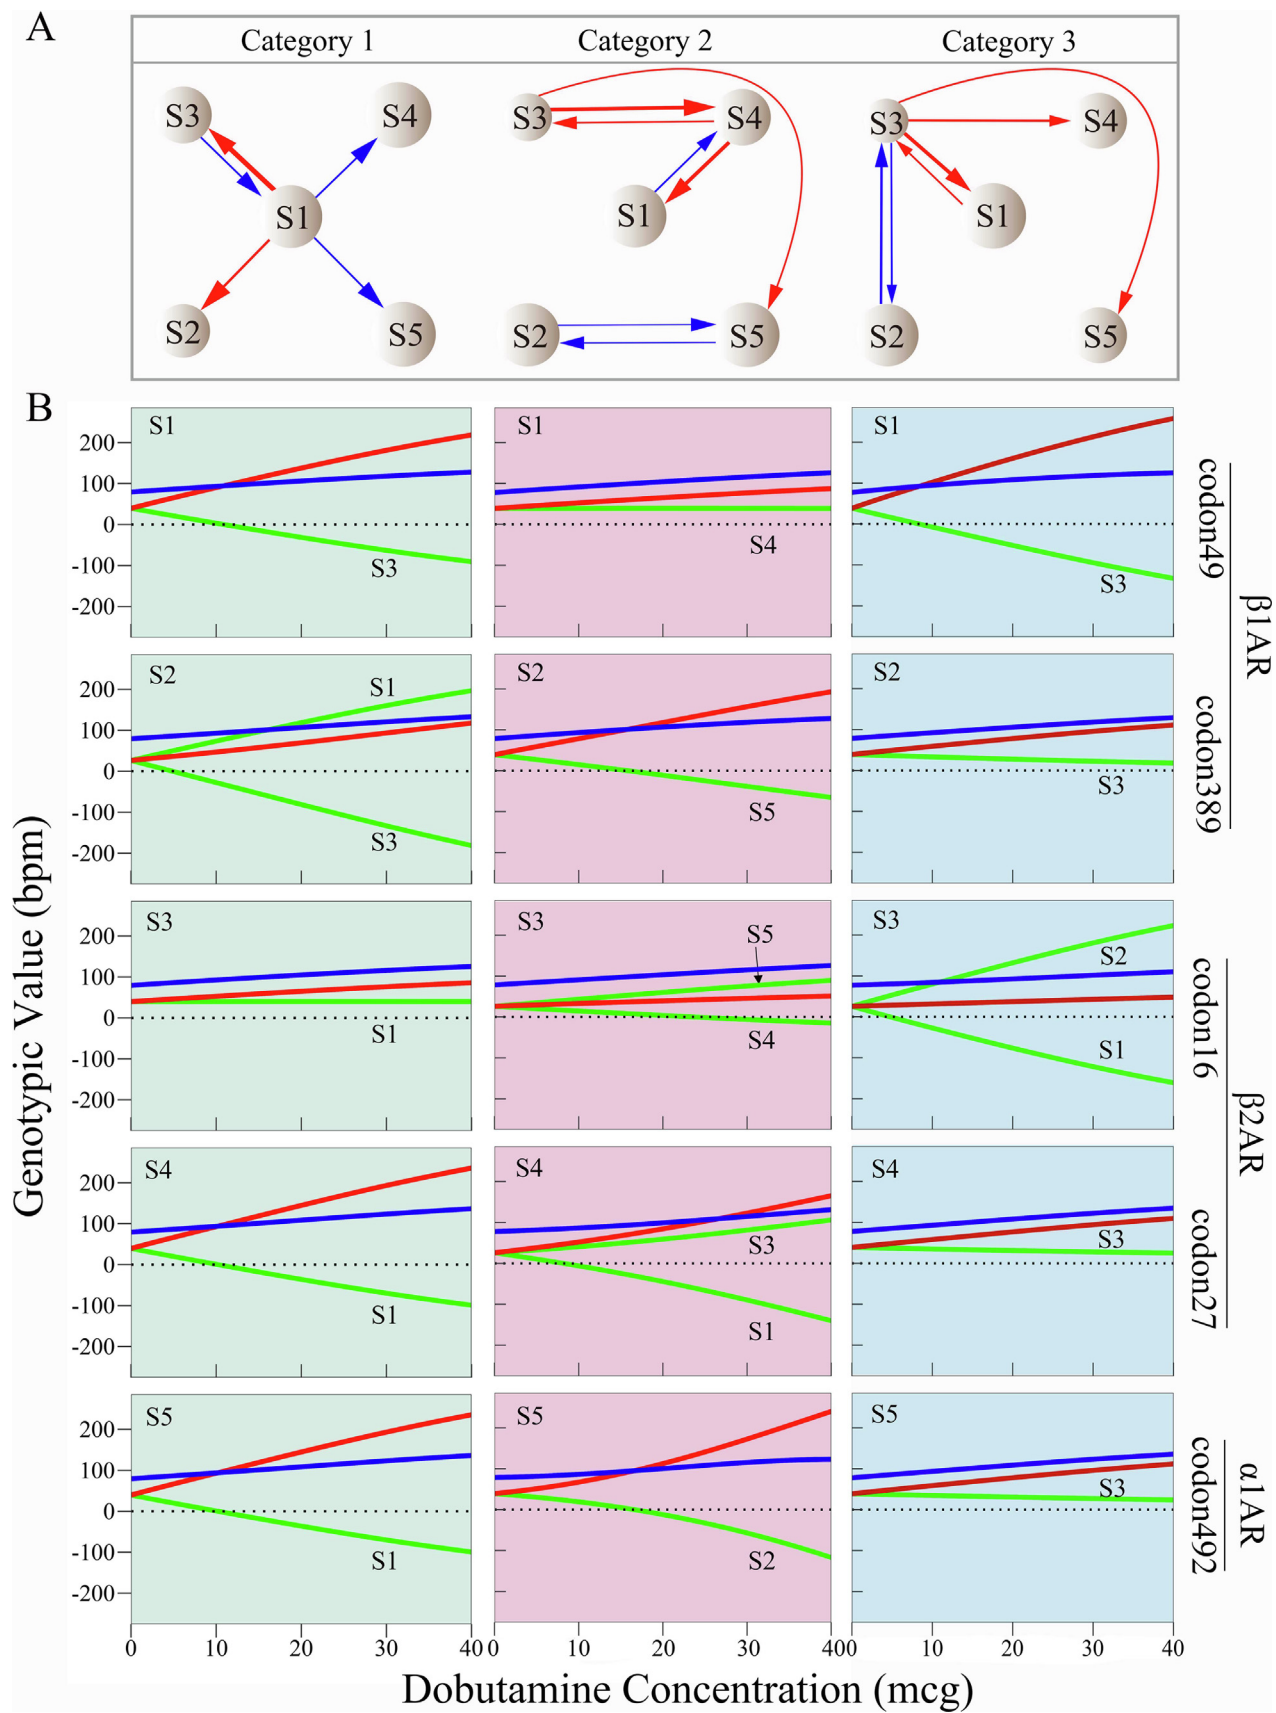 A
Category 1
Category 2
Category 3
S3
S4
S1
S2
S5
S3
S4
S1
S2
S5
S3
S4
S1
S2
S5
B
Genotypic Value (bpm)
S1
200
100
0
-100
-200
S3
S1
S4
S1
S3
codon49
S2
200
100
0
-100
-200
S1
S3
S2
S5
S2
S3
codon389
β1AR
S3
200
100
0
-100
-200
S1
S3
S5
S4
S3
S2
S1
codon16
S4
200
100
0
-100
-200
S1
S4
S3
S1
S4
S3
codon27
β2AR
S5
200
100
0
-100
-200
S1
S5
S2
S5
S3
codon492
α1AR
0 10 20 30 40
0 10 20 30 40
0 10 20 30 40
Dobutamine Concentration (mcg)